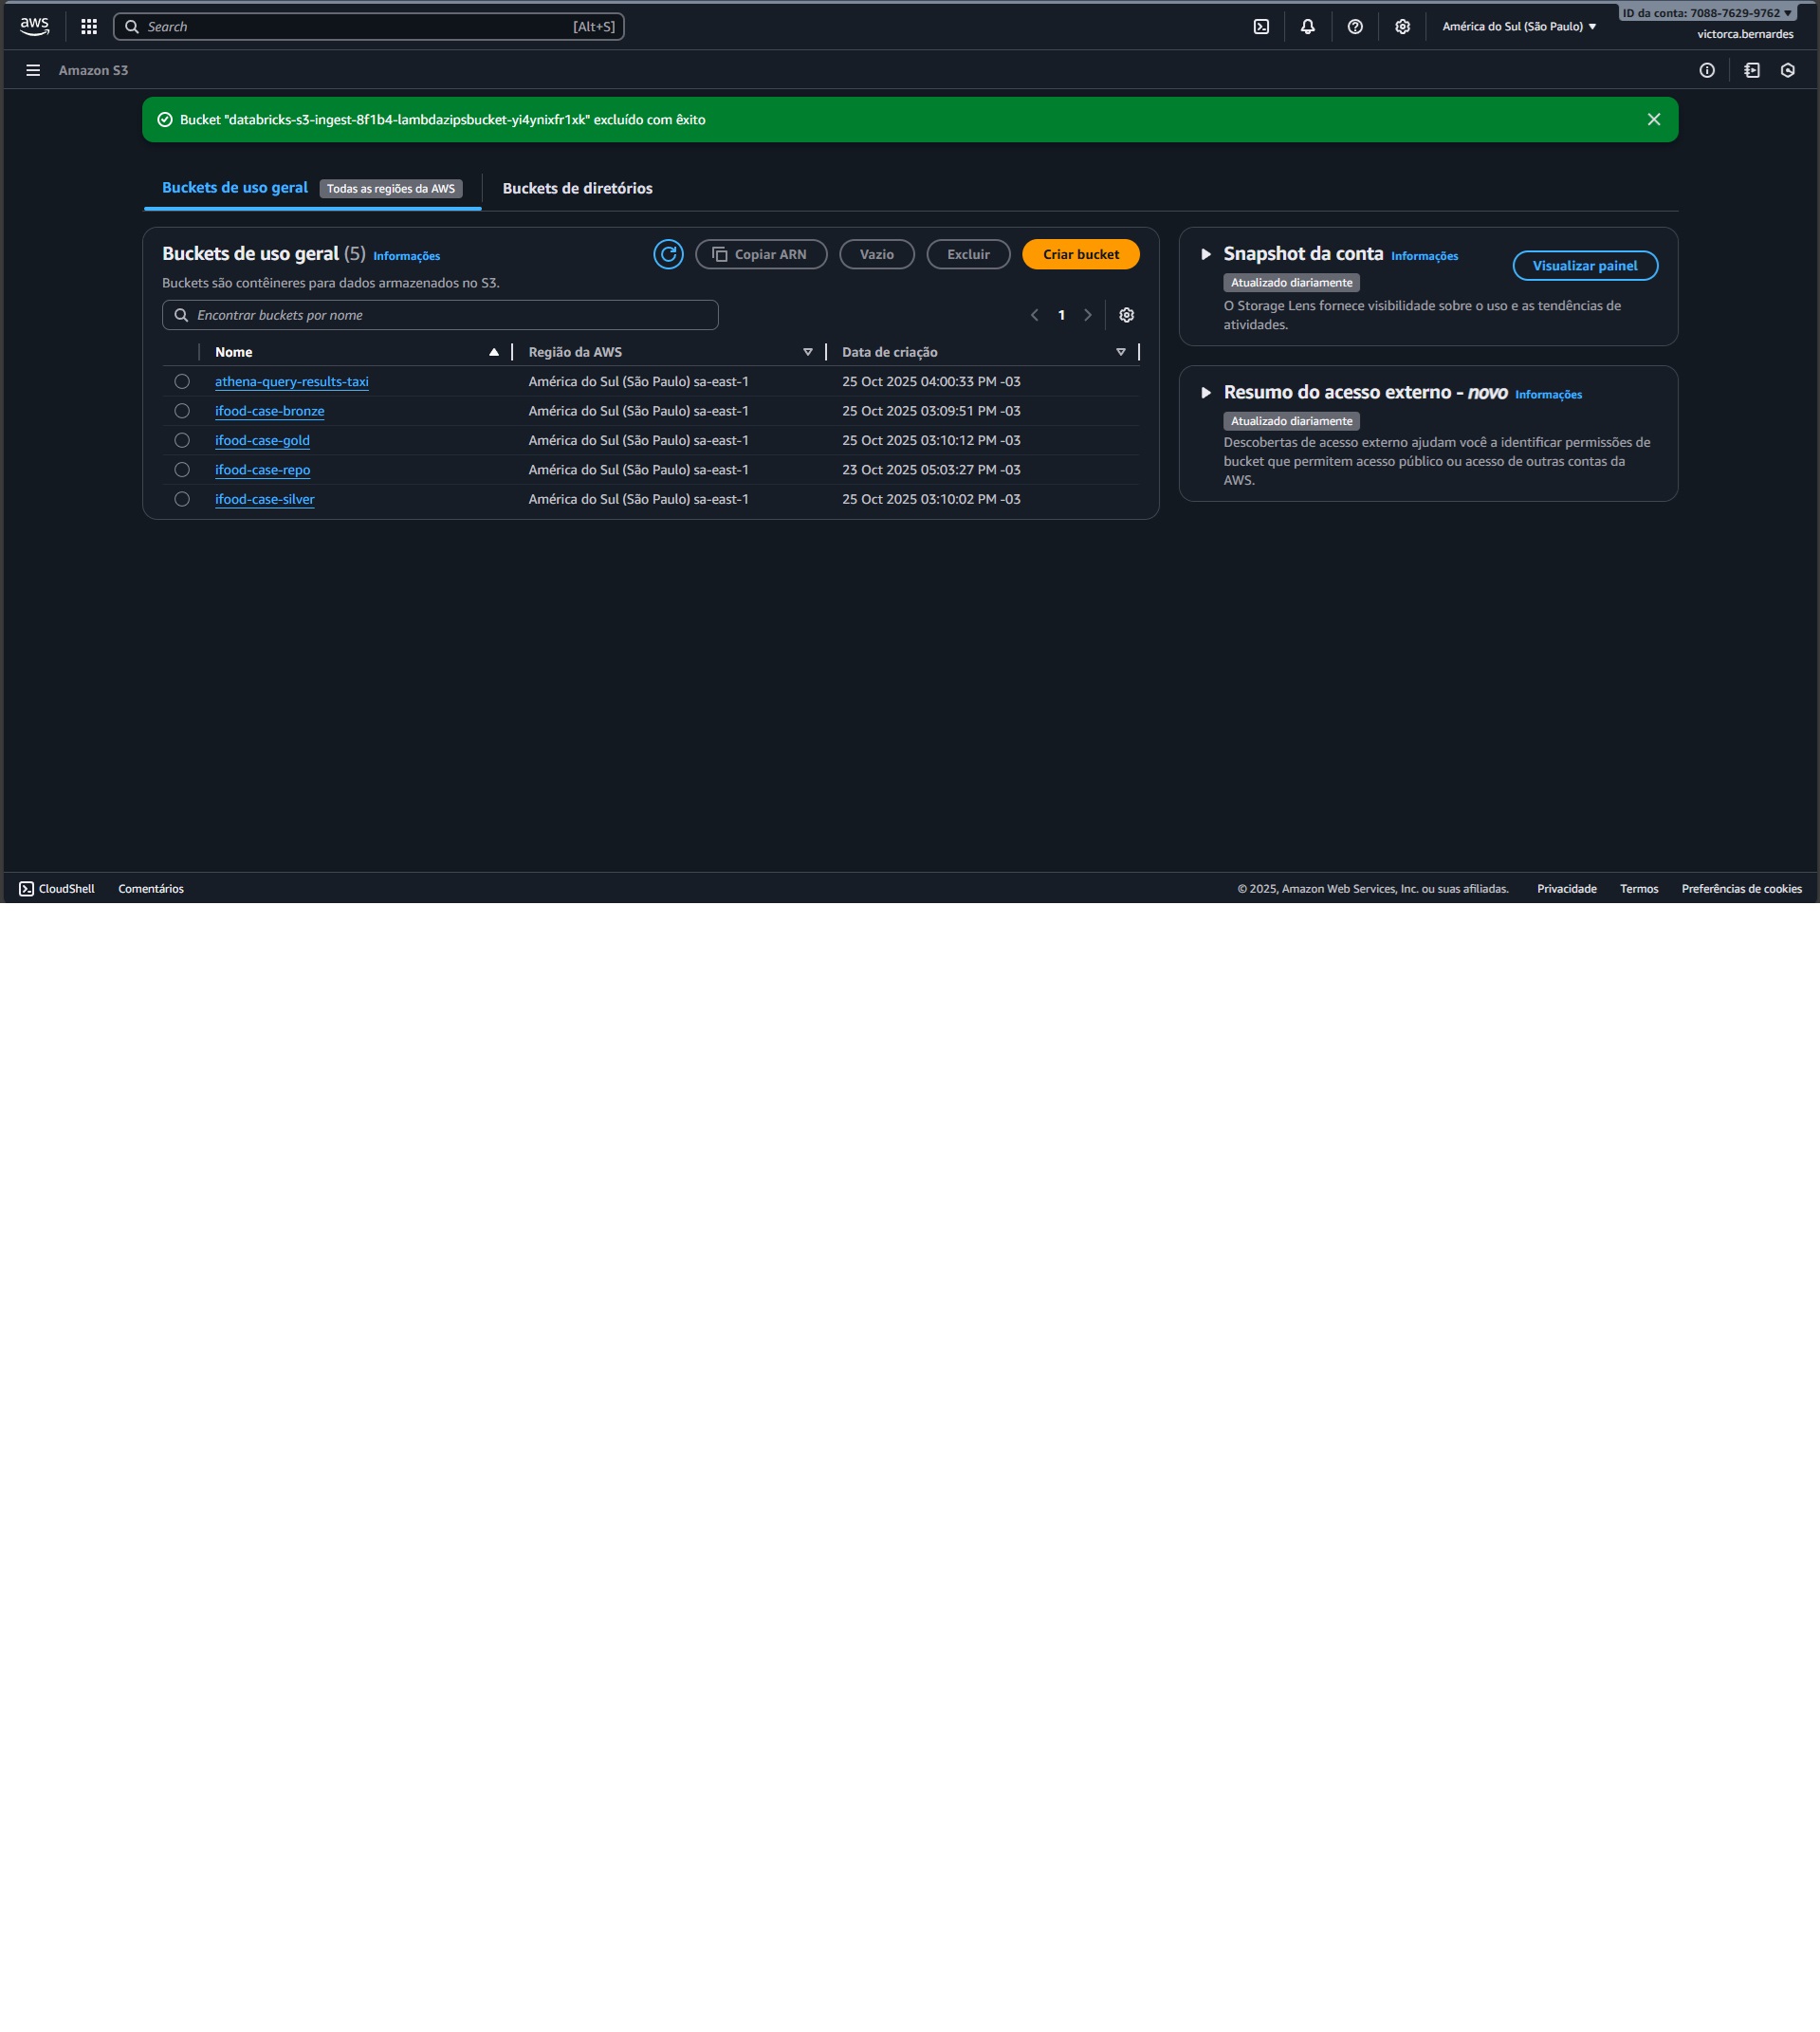 aws
Search [Alt+S]
América do Sul (São Paulo)
ID da conta: 7088-7629-9762
victorca.bernardes
Amazon S3
Bucket "databricks-s3-ingest-8f1b4-lambdazipsbucket-yi4ynixfr1xk" excluído com êxito
Buckets de uso geral Todas as regiões da AWS
Buckets de diretórios
Buckets de uso geral (5) Informações
Copiar ARN
Vazio
Excluir
Criar bucket
Buckets são contêineres para dados armazenados no S3.
Encontrar buckets por nome
1
Nome Região da AWS Data de criação
athena-query-results-taxi América do Sul (São Paulo) sa-east-1 25 Oct 2025 04:00:33 PM -03
ifood-case-bronze América do Sul (São Paulo) sa-east-1 25 Oct 2025 03:09:51 PM -03
ifood-case-gold América do Sul (São Paulo) sa-east-1 25 Oct 2025 03:10:12 PM -03
ifood-case-repo América do Sul (São Paulo) sa-east-1 23 Oct 2025 05:03:27 PM -03
ifood-case-silver América do Sul (São Paulo) sa-east-1 25 Oct 2025 03:10:02 PM -03
Snapshot da conta Informações
Visualizar painel
Atualizado diariamente
O Storage Lens fornece visibilidade sobre o uso e as tendências de
atividades.
Resumo do acesso externo - novo Informações
Atualizado diariamente
Descobertas de acesso externo ajudam você a identificar permissões de
bucket que permitem acesso público ou acesso de outras contas da
AWS.
CloudShell Comentários © 2025, Amazon Web Services, Inc. ou suas afiliadas. Privacidade Termos Preferências de cookies